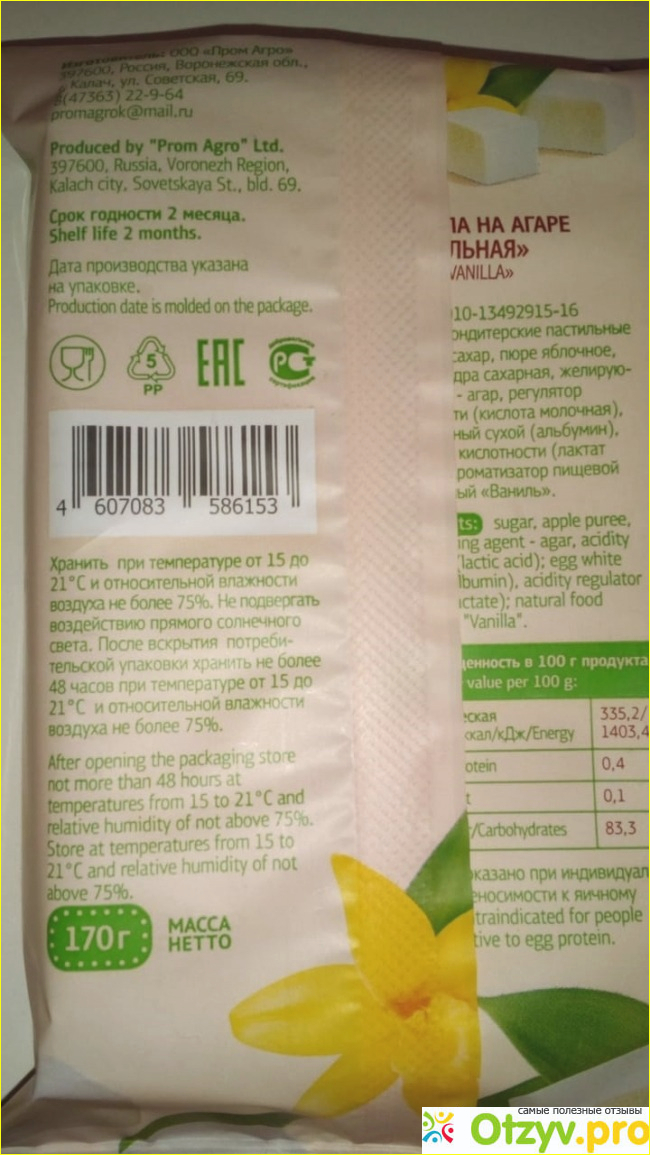 Изготовитель: ООО «Пром Агро»
397600, Россия, Воронежская обл.,
Калач, ул. Советская, 69.
8(47363) 22-9-64
promagrok@mail.ru
Produced by "Prom Agro" Ltd.
397600, Russia, Voronezh Region,
Kalach city, Sovetskaya St., bld. 69.
Срок годности 2 месяца.
Shelf life 2 months.
Дата производства указана
на упаковке.
Production date is molded on the package.
5
PP
EAC
РСТ
4 607083 586153
Хранить при температуре от 15 до
21°С и относительной влажности
воздуха не более 75%. Не подвергать
воздействию прямого солнечного
света. После вскрытия потреби-
тельской упаковки хранить не более
48 часов при температуре от 15 до
21°С и относительной влажности
воздуха не более 75%.
After opening the packaging store
not more than 48 hours at
temperatures from 15 to 21°C and
relative humidity of not above 75%.
Store at temperatures from 15 to
21°C and relative humidity of not
above 75%.
170г
МАССА
НЕТТО
ЛА НА АГАРЕ
ЛЬНАЯ»
VANILLA»
010-13492915-16
ондитерские пастильные
сахар, пюре яблочное,
дра сахарная, желирую-
- агар, регулятор
ти (кислота молочная),
ный сухой (альбумин),
кислотности (лактат
роматизатор пищевой
ый «Ваниль».
ts: sugar, apple puree,
ing agent - agar, acidity
(lactic acid); egg white
lbumin), acidity regulator
ctate); natural food
"Vanilla".
ценность в 100 г продукта
value per 100 g:
еская
ккал/кДж/Energy
335,2/
1403,4
otein 0,4
t 0,1
/Carbohydrates 83,3
казано при индивидуал
еносимости к яичному
traindicated for people
tive to egg protein.
самые полезные отзывы
Otzyv.pro